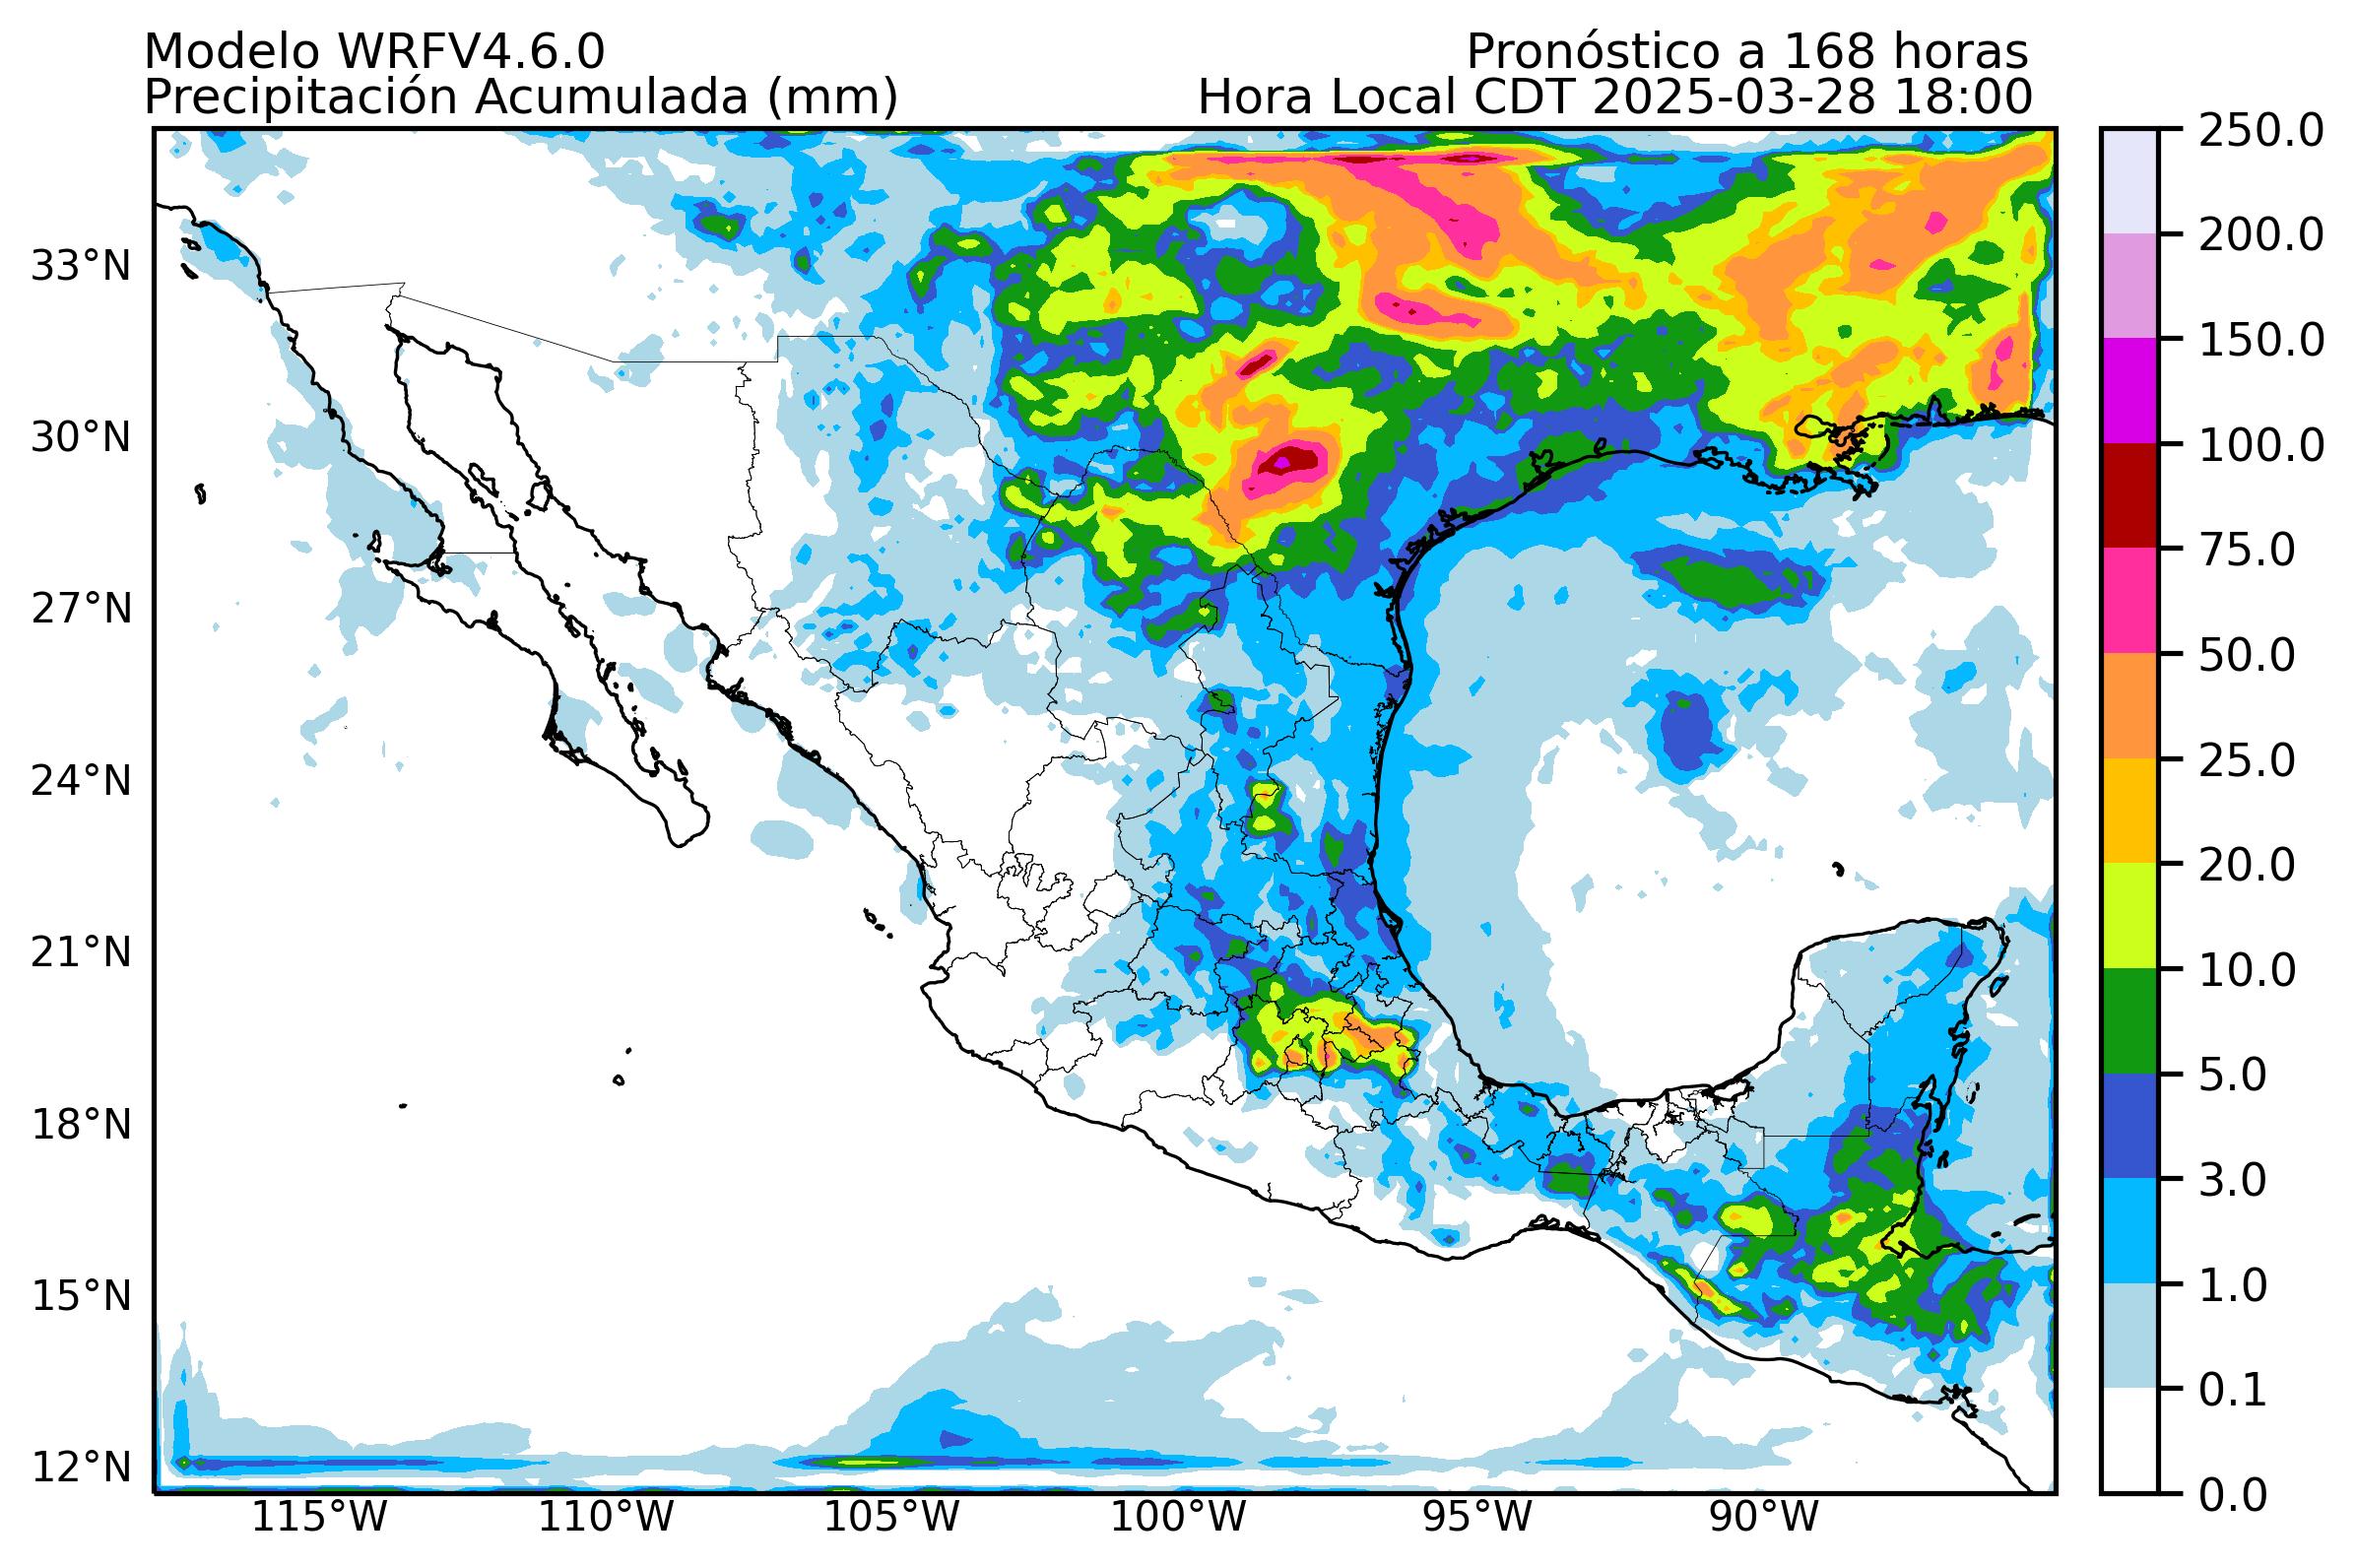 Modelo WRFV4.6.0
Pronóstico a 168 horas
Precipitación Acumulada (mm)
Hora Local CDT 2025-03-28 18:00
33°N
30°N
27°N
24°N
21°N
18°N
15°N
12°N
115°W
110°W
105°W
100°W
95°W
90°W
250.0
200.0
150.0
100.0
75.0
50.0
25.0
20.0
10.0
5.0
3.0
1.0
0.1
0.0